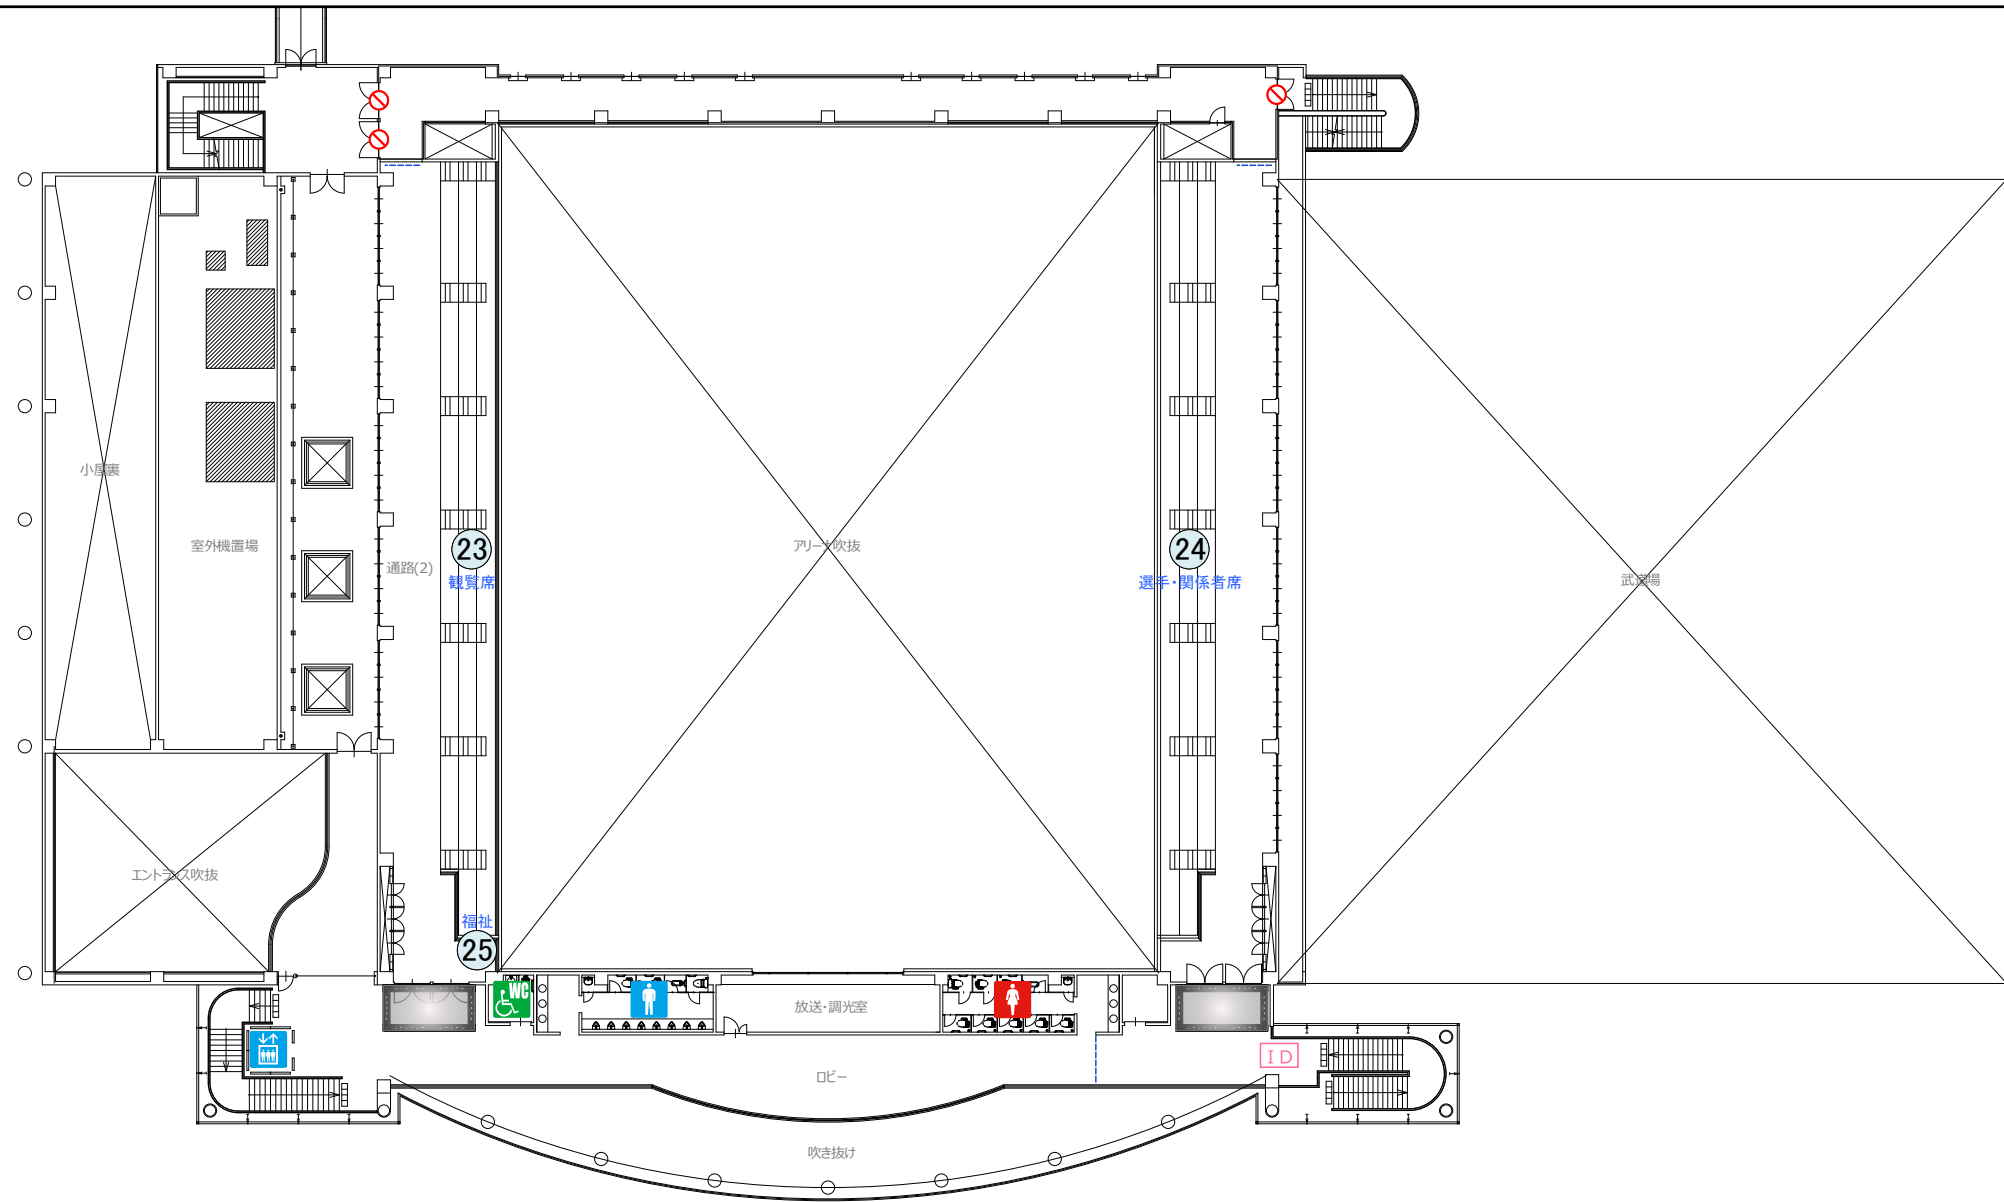 小屋裏
室外機置場
通路(2)
23
観覧席
アリーナ吹抜
24
選手・関係者席
武道場
エントランス吹抜
福祉
25
WC
放送・調光室
ID
ロビー
吹き抜け